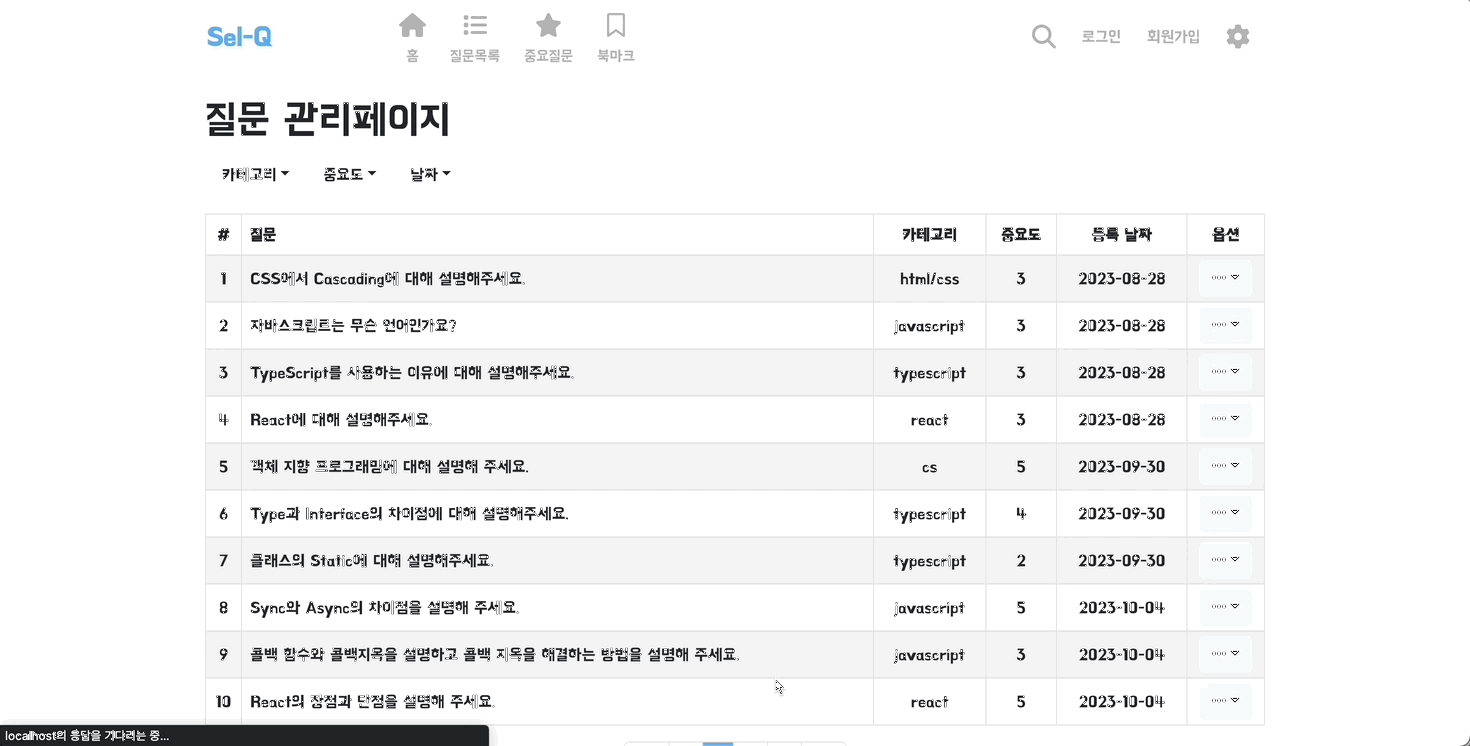 Sel-Q
홈 질문목록 중요질문 북마크
로그인 회원가입
질문 관리페이지
카테고리 중요도 날짜
# 질문 카테고리 중요도 등록 날짜 옵션
1 CSS에서 Cascading에 대해 설명해주세요. html/css 3 2023-08-28
2 자바스크립트는 무슨 언어인가요? javascript 3 2023-08-28
3 TypeScript를 사용하는 이유에 대해 설명해주세요. typescript 3 2023-08-28
4 React에 대해 설명해주세요. react 3 2023-08-28
5 객체 지향 프로그래밍에 대해 설명해 주세요. cs 5 2023-09-30
6 Type과 Interface의 차이점에 대해 설명해주세요. typescript 4 2023-09-30
7 클래스의 Static에 대해 설명해주세요. typescript 2 2023-09-30
8 Sync와 Async의 차이점을 설명해 주세요. javascript 5 2023-10-04
9 콜백 함수와 콜백지옥을 설명하고 콜백 지옥을 해결하는 방법을 설명해 주세요. javascript 3 2023-10-04
10 React의 장점과 단점을 설명해 주세요. react 5 2023-10-04
localhost의 응답을 기다리는 중...